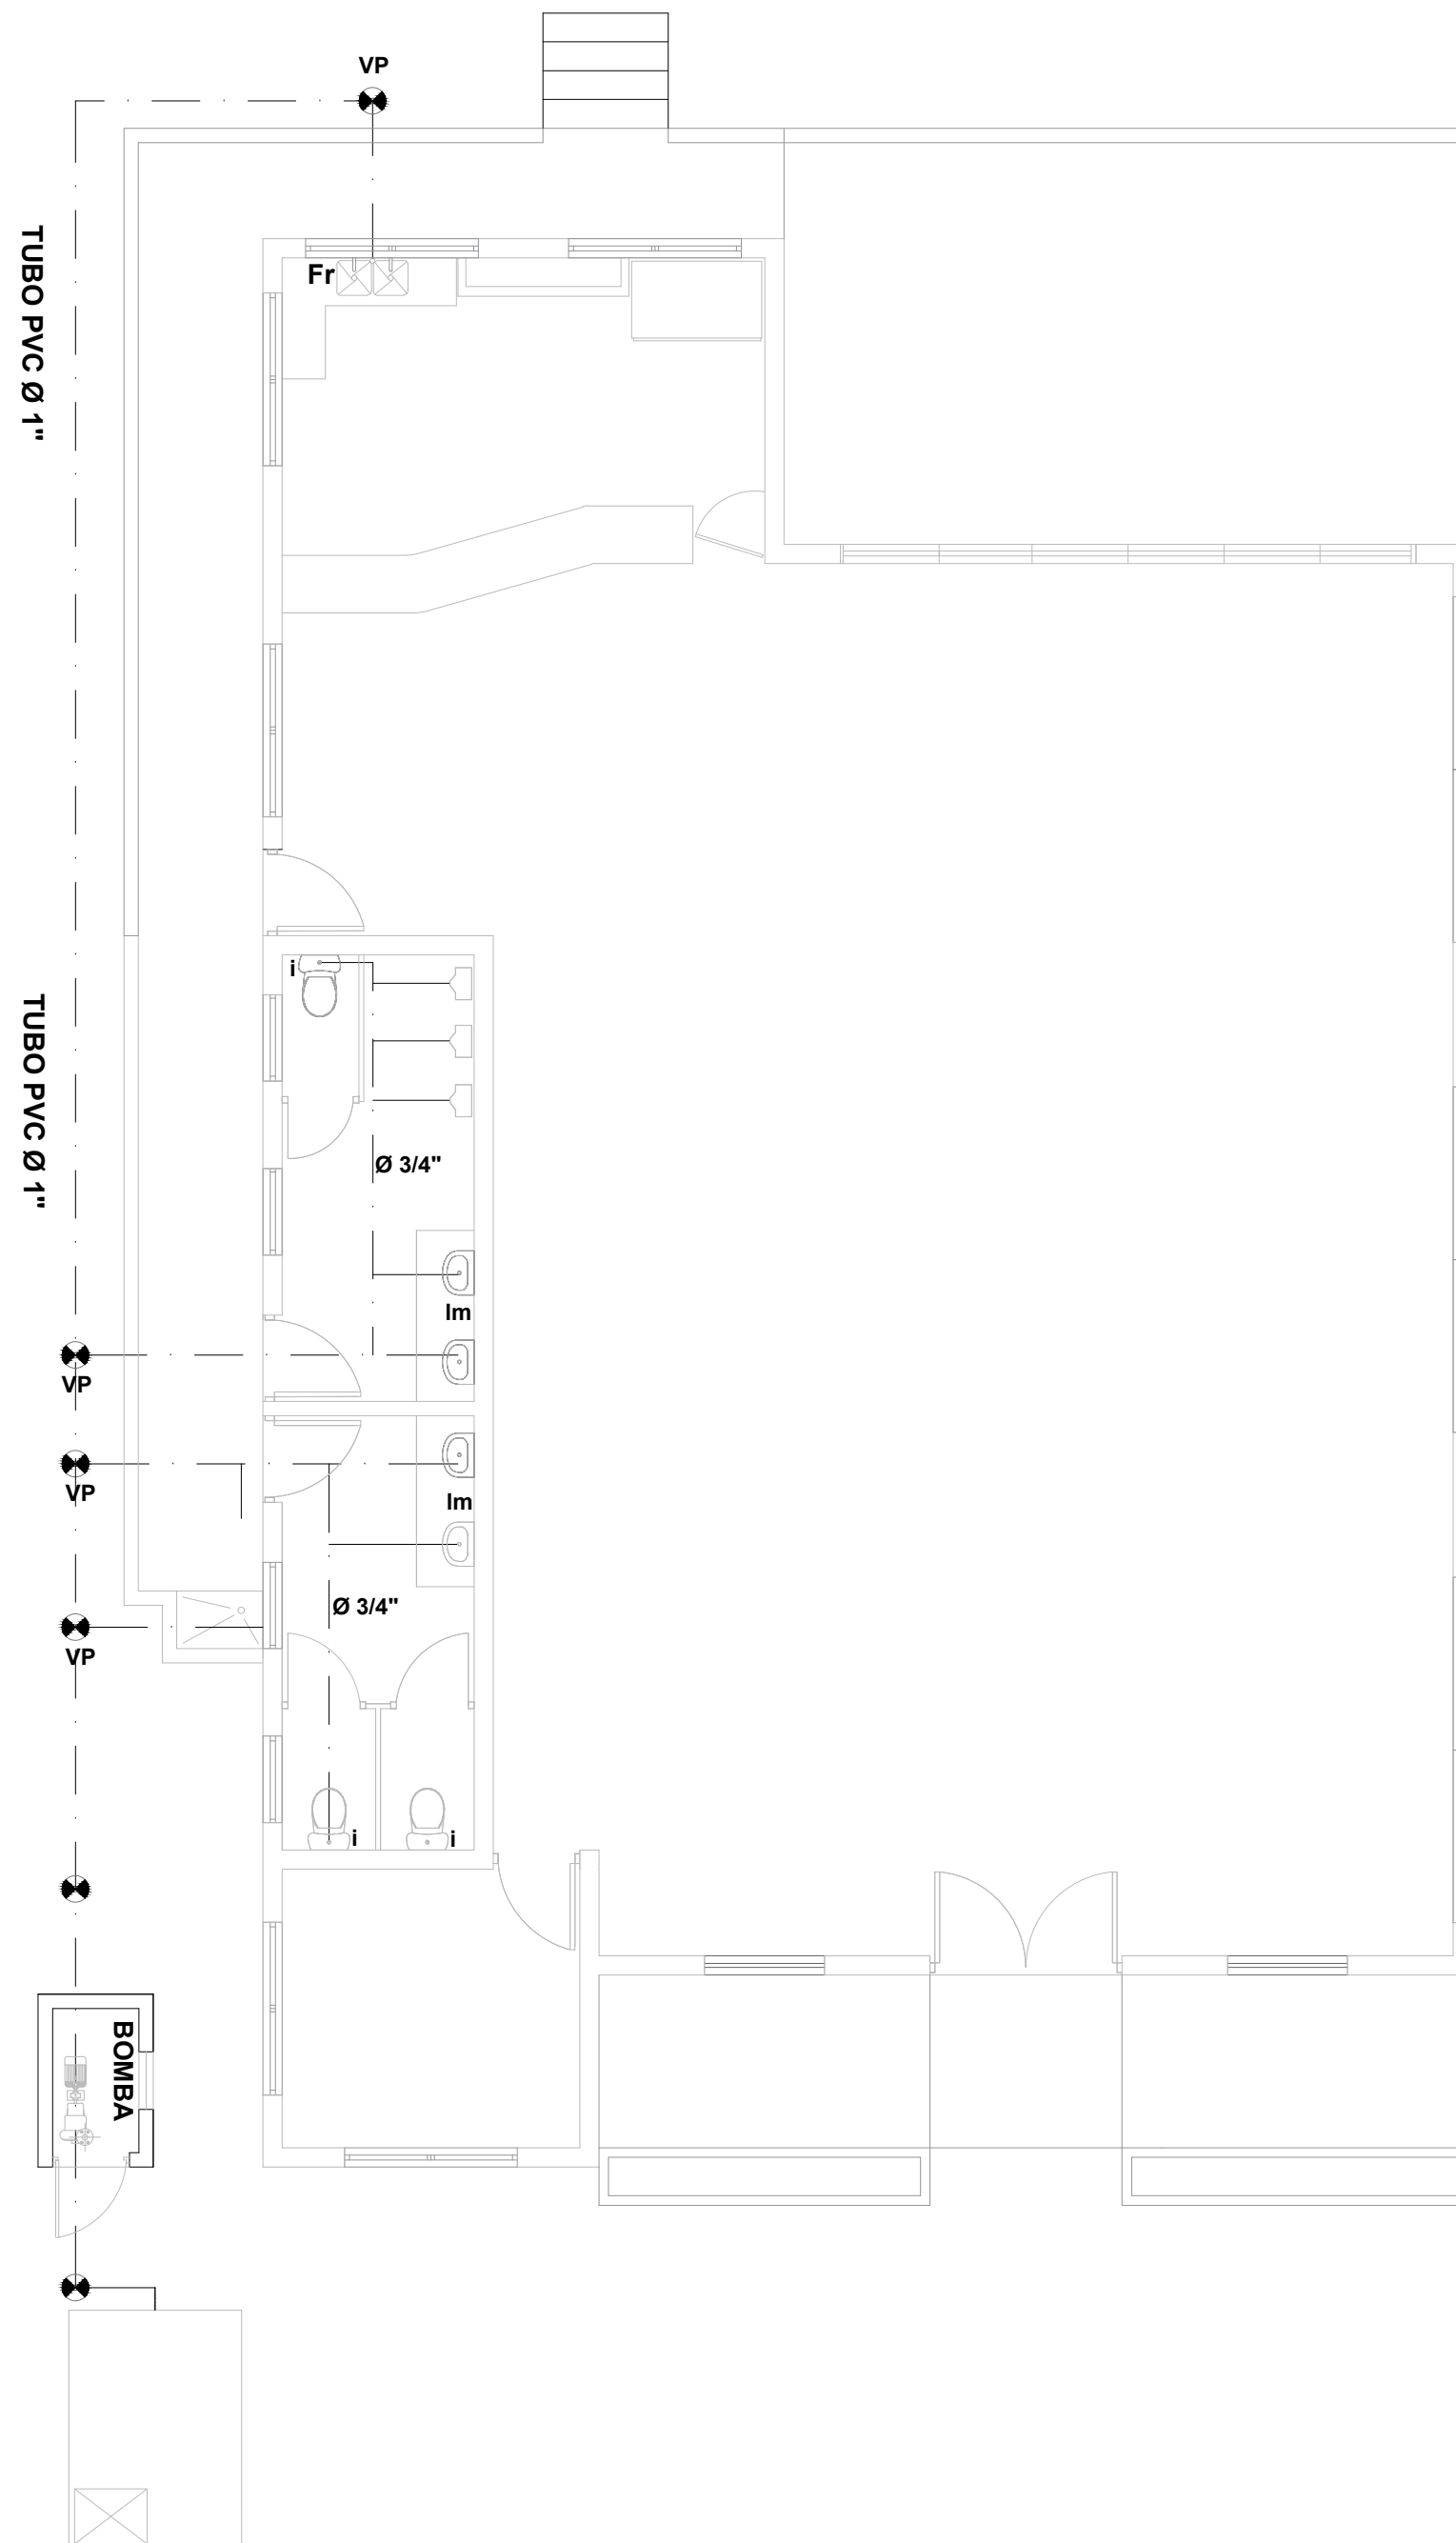 VP
Fr
TUBO PVC Ø 1"
i
TUBO PVC Ø 1"
Ø 3/4"
lm
VP
VP
lm
Ø 3/4"
VP
i
i
BOMBA